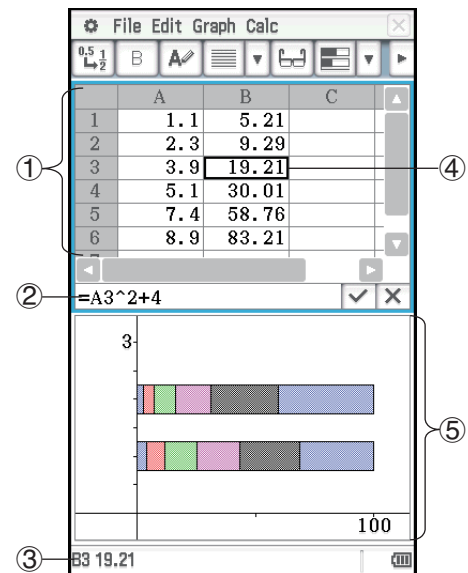 File Edit Graph Calc
0.5 1 2 B A
A B C
1 1.1 5.21
① 2 2.3 9.29
3 3.9 19.21 ④
4 5.1 30.01
5 7.4 58.76
6 8.9 83.21
② =A3^2+4
3
⑤
100
③ B3 19.21